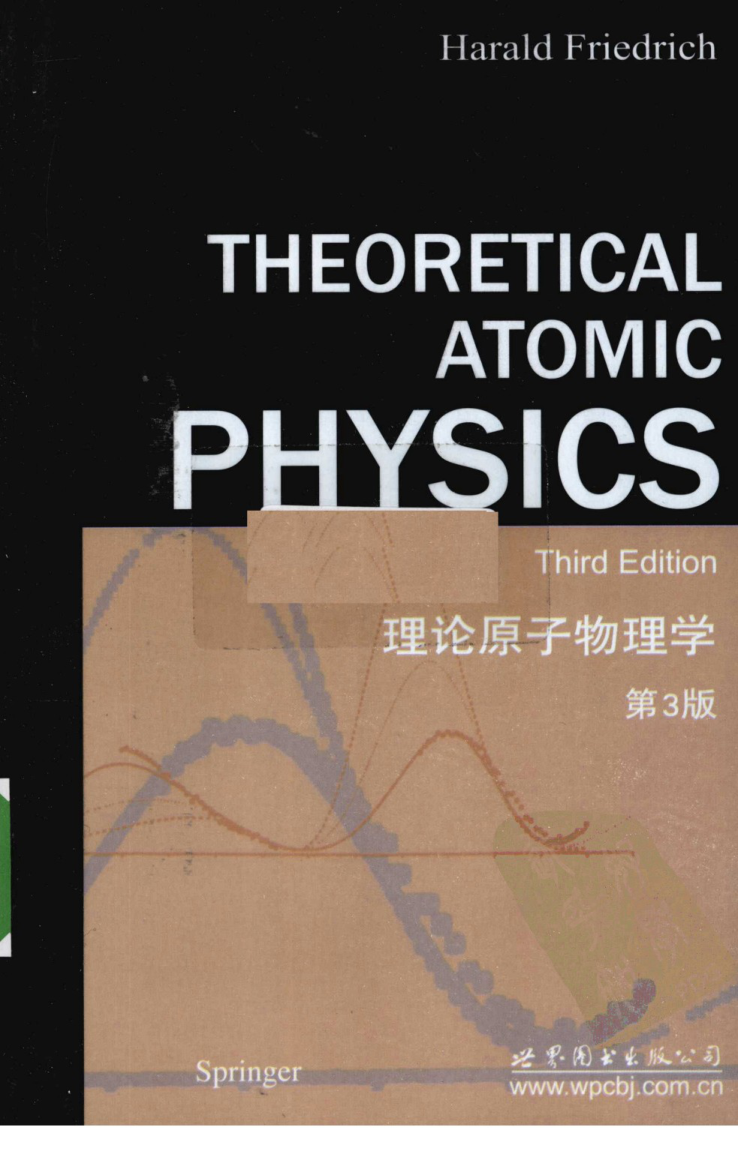 Harald Friedrich
THEORETICAL
ATOMIC
PHYSICS
Third Edition
理论原子物理学
第3版
Springer
世界图书出版公司
www.wpcbj.com.cn